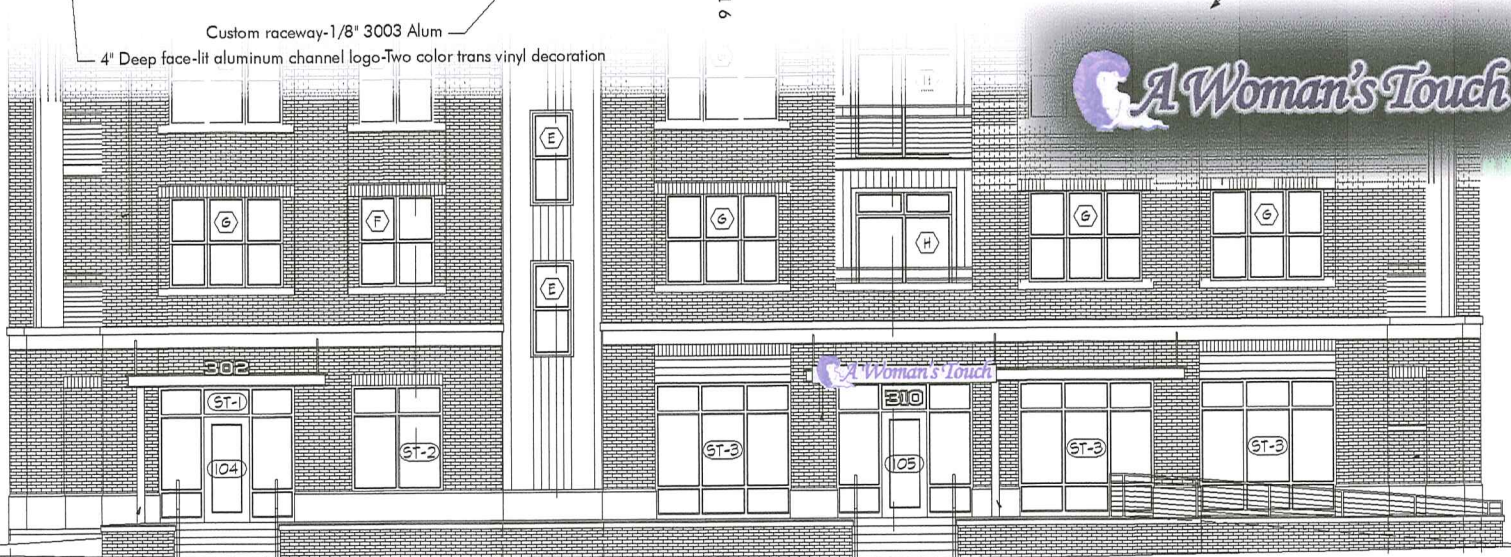 6
Custom raceway-1/8" 3003 Alum
4" Deep face-lit aluminum channel logo-Two color trans vinyl decoration
A Woman's Touch
E
G
F
G
H
G
G
E
302
A Woman's Touch
ST-1
310
ST-2
ST-3
ST-3
ST-3
104
105